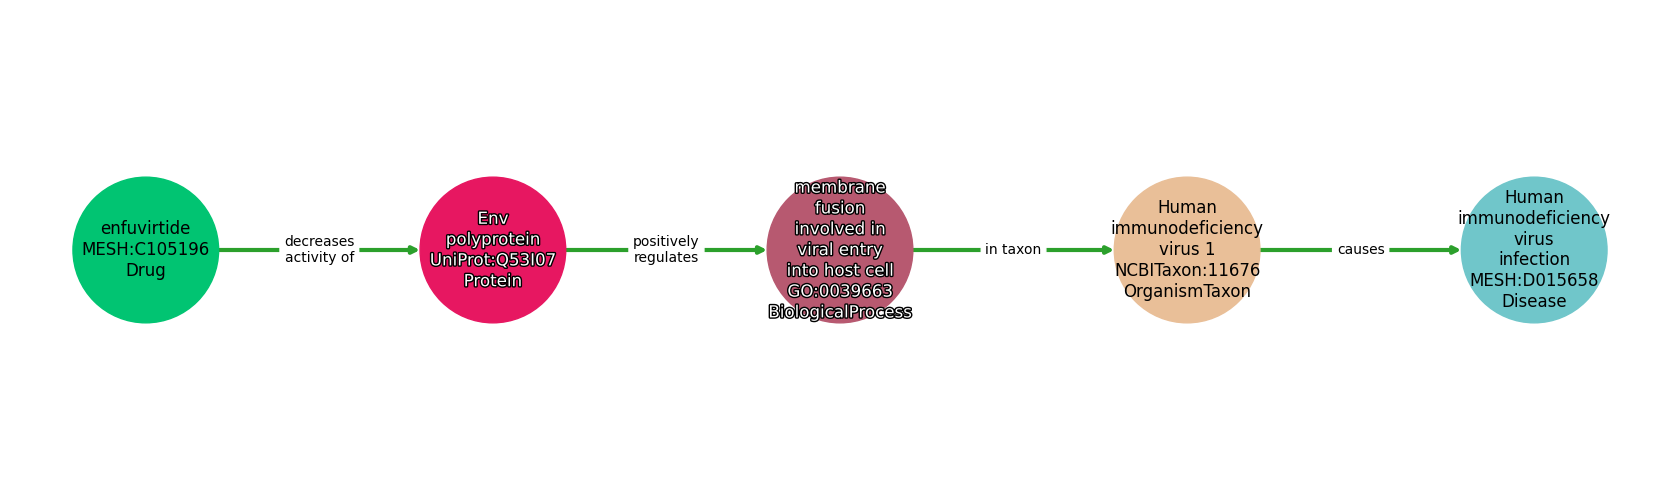 enfuvirtide
MESH:C105196
Drug
decreases
activity of
Env
polyprotein
UniProt:Q53I07
Protein
positively
regulates
membrane
fusion
involved in
viral entry
into host cell
GO:0039663
BiologicalProcess
in taxon
Human
immunodeficiency
virus 1
NCBITaxon:11676
OrganismTaxon
causes
Human
immunodeficiency
virus
infection
MESH:D015658
Disease